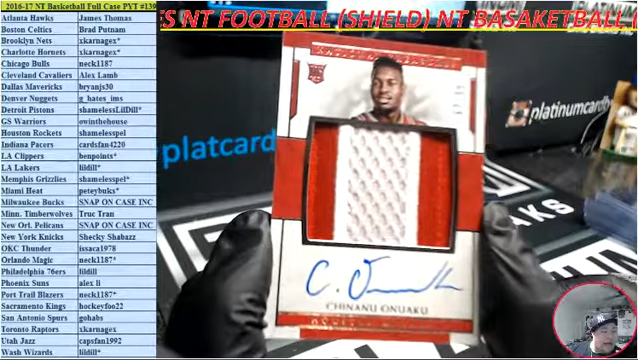 2016-17 NT Basketball Full Case PYT #139
ES NT FOOTBALL (SHIELD) NT BASAKETBALL
Atlanta Hawks James Thomas
Boston Celtics Brad Putnam
Brooklyn Nets xkarnagex*
Charlotte Hornets xkarnagex*
Chicago Bulls neck1187
Cleveland Cavaliers Alex Lamb
Dallas Mavericks bryanjs30
Denver Nuggets g_hates_ims
Detroit Pistons shamelessLilDill*
GS Warriors owinthehouse
Houston Rockets shamelesspel
Indiana Pacers cardsfan4220
LA Clippers benpoints*
LA Lakers lildill*
Memphis Grizzlies shamelesspel*
Miami Heat peteybuks*
Milwaukee Bucks SNAP ON CASE INC
Minn. Timberwolves Truc Tran
New Orl. Pelicans SNAP ON CASE INC
New York Knicks Shecky Shabazz
OKC Thunder issaca1978
Orlando Magic neck1187*
Philadelphia 76ers lildill
Phoenix Suns alex li
Port Trail Blazers neck1187*
Sacramento Kings hockeyfoo22
San Antonio Spurs gohabs
Toronto Raptors xkarnagex
Utah Jazz capsfan1992
Wash Wizards lildill*
platcard
platinumcardb
REAKS
RC
CHINANU ONUAKU